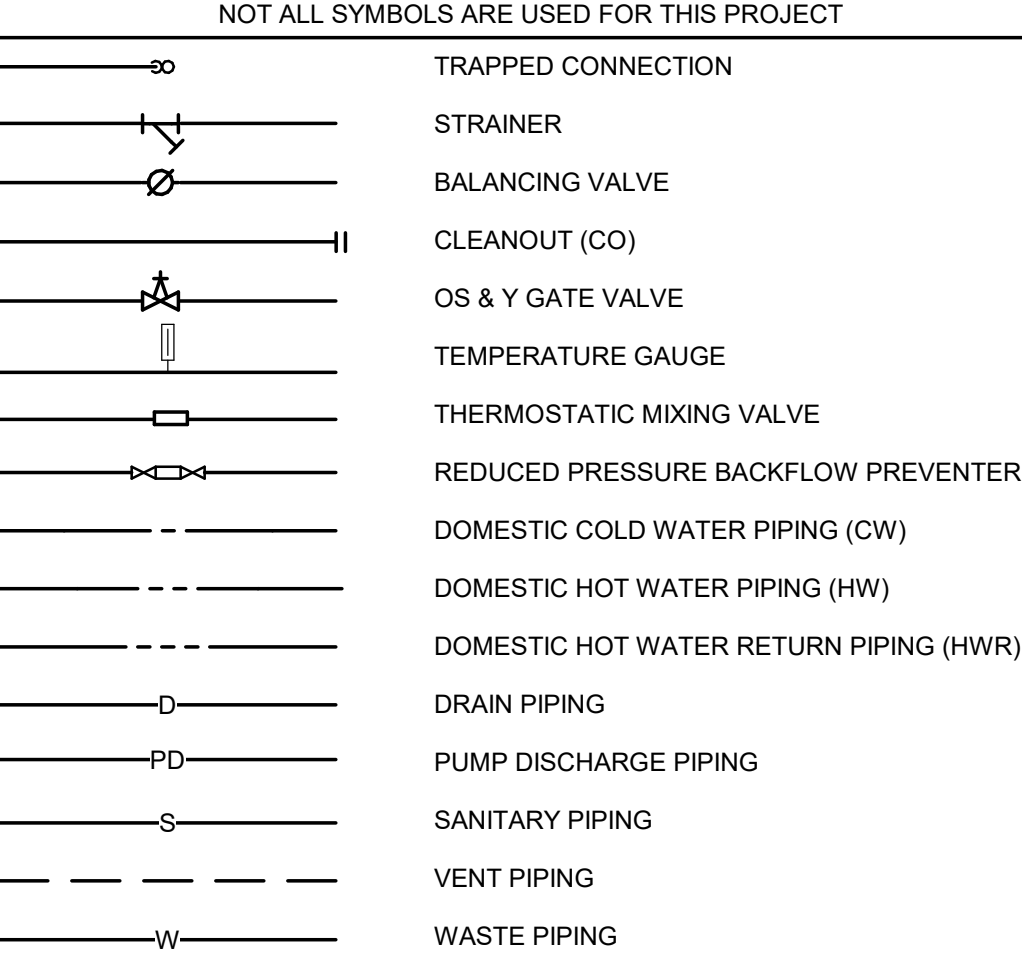 NOT ALL SYMBOLS ARE USED FOR THIS PROJECT
TRAPPED CONNECTION
STRAINER
BALANCING VALVE
CLEANOUT (CO)
OS & Y GATE VALVE
TEMPERATURE GAUGE
THERMOSTATIC MIXING VALVE
REDUCED PRESSURE BACKFLOW PREVENTER
DOMESTIC COLD WATER PIPING (CW)
DOMESTIC HOT WATER PIPING (HW)
DOMESTIC HOT WATER RETURN PIPING (HWR)
D DRAIN PIPING
PD PUMP DISCHARGE PIPING
S SANITARY PIPING
VENT PIPING
W WASTE PIPING